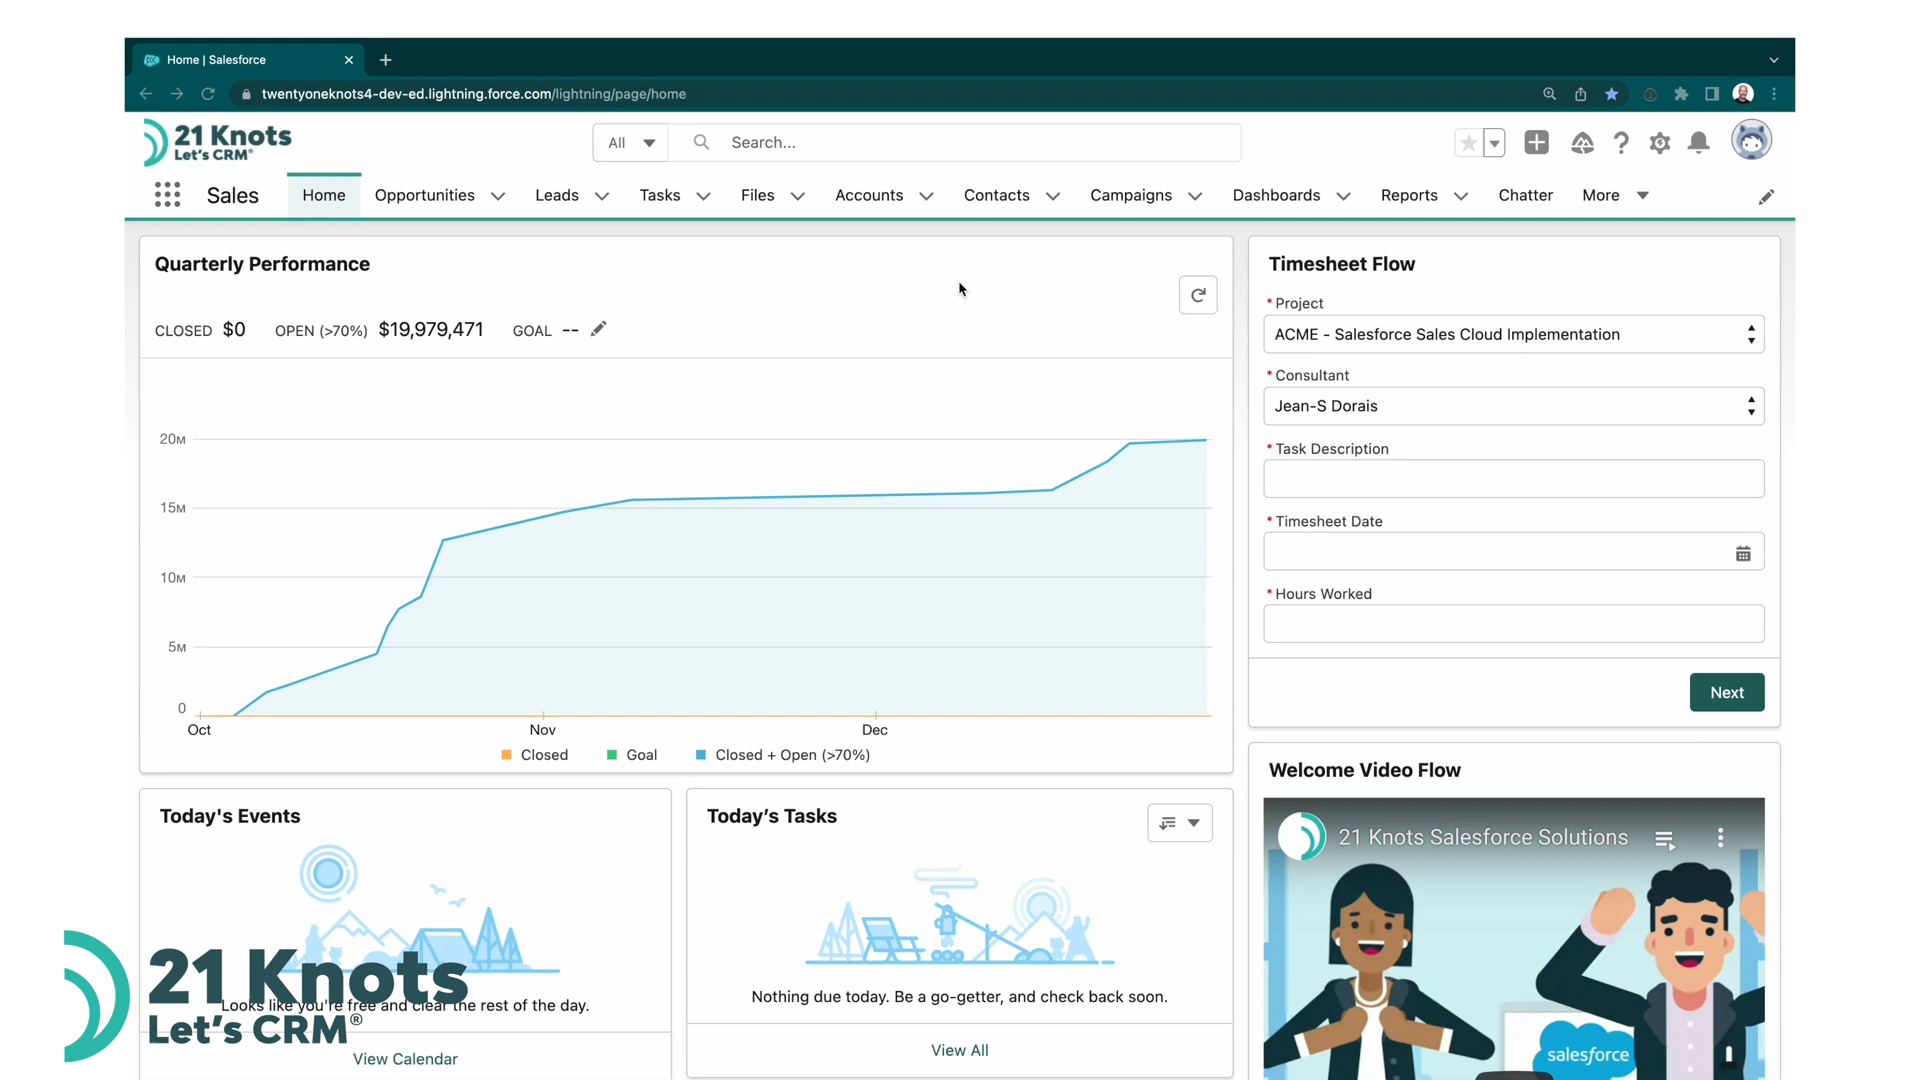 Home | Salesforce
twentyoneknots4-dev-ed.lightning.force.com/lightning/page/home
21 Knots
Let's CRM®
All
Search...
Sales
Home
Opportunities
Leads
Tasks
Files
Accounts
Contacts
Campaigns
Dashboards
Reports
Chatter
More
Quarterly Performance
CLOSED $0 OPEN (>70%) $19,979,471 GOAL --
20M
15M
10M
5M
0
Oct
Nov
Dec
Closed
Goal
Closed + Open (>70%)
Timesheet Flow
* Project
ACME - Salesforce Sales Cloud Implementation
* Consultant
Jean-S Dorais
* Task Description
* Timesheet Date
* Hours Worked
Next
Today's Events
Looks like you're free and clear the rest of the day.
View Calendar
Today’s Tasks
Nothing due today. Be a go-getter, and check back soon.
View All
Welcome Video Flow
21 Knots Salesforce Solutions
salesforce
21 Knots
Let's CRM®